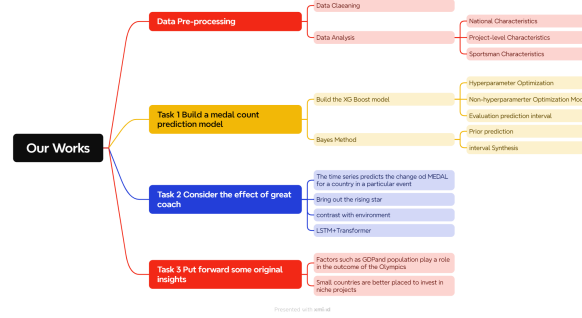 Our Works
Data Pre-processing
Data Claeaning
Data Analysis
National Characteristics
Project-level Characteristics
Sportsman Characteristics
Task 1 Build a medal count
prediction model
Build the XG Boost model
Hyperparameter Optimization
Non-hyperparamerter Optimization Mod
Evaluation prediction interval
Bayes Method
Prior prediction
interval Synthesis
Task 2 Consider the effect of great
coach
The time series predicts the change od MEDAL
for a country in a particular event
Bring out the rising star
contrast with environment
LSTM+Transformer
Task 3 Put forward some original
insights
Factors such as GDPand population play a role
in the outcome of the Olympics
Small countries are better placed to invest in
niche projects
Presented with xmind